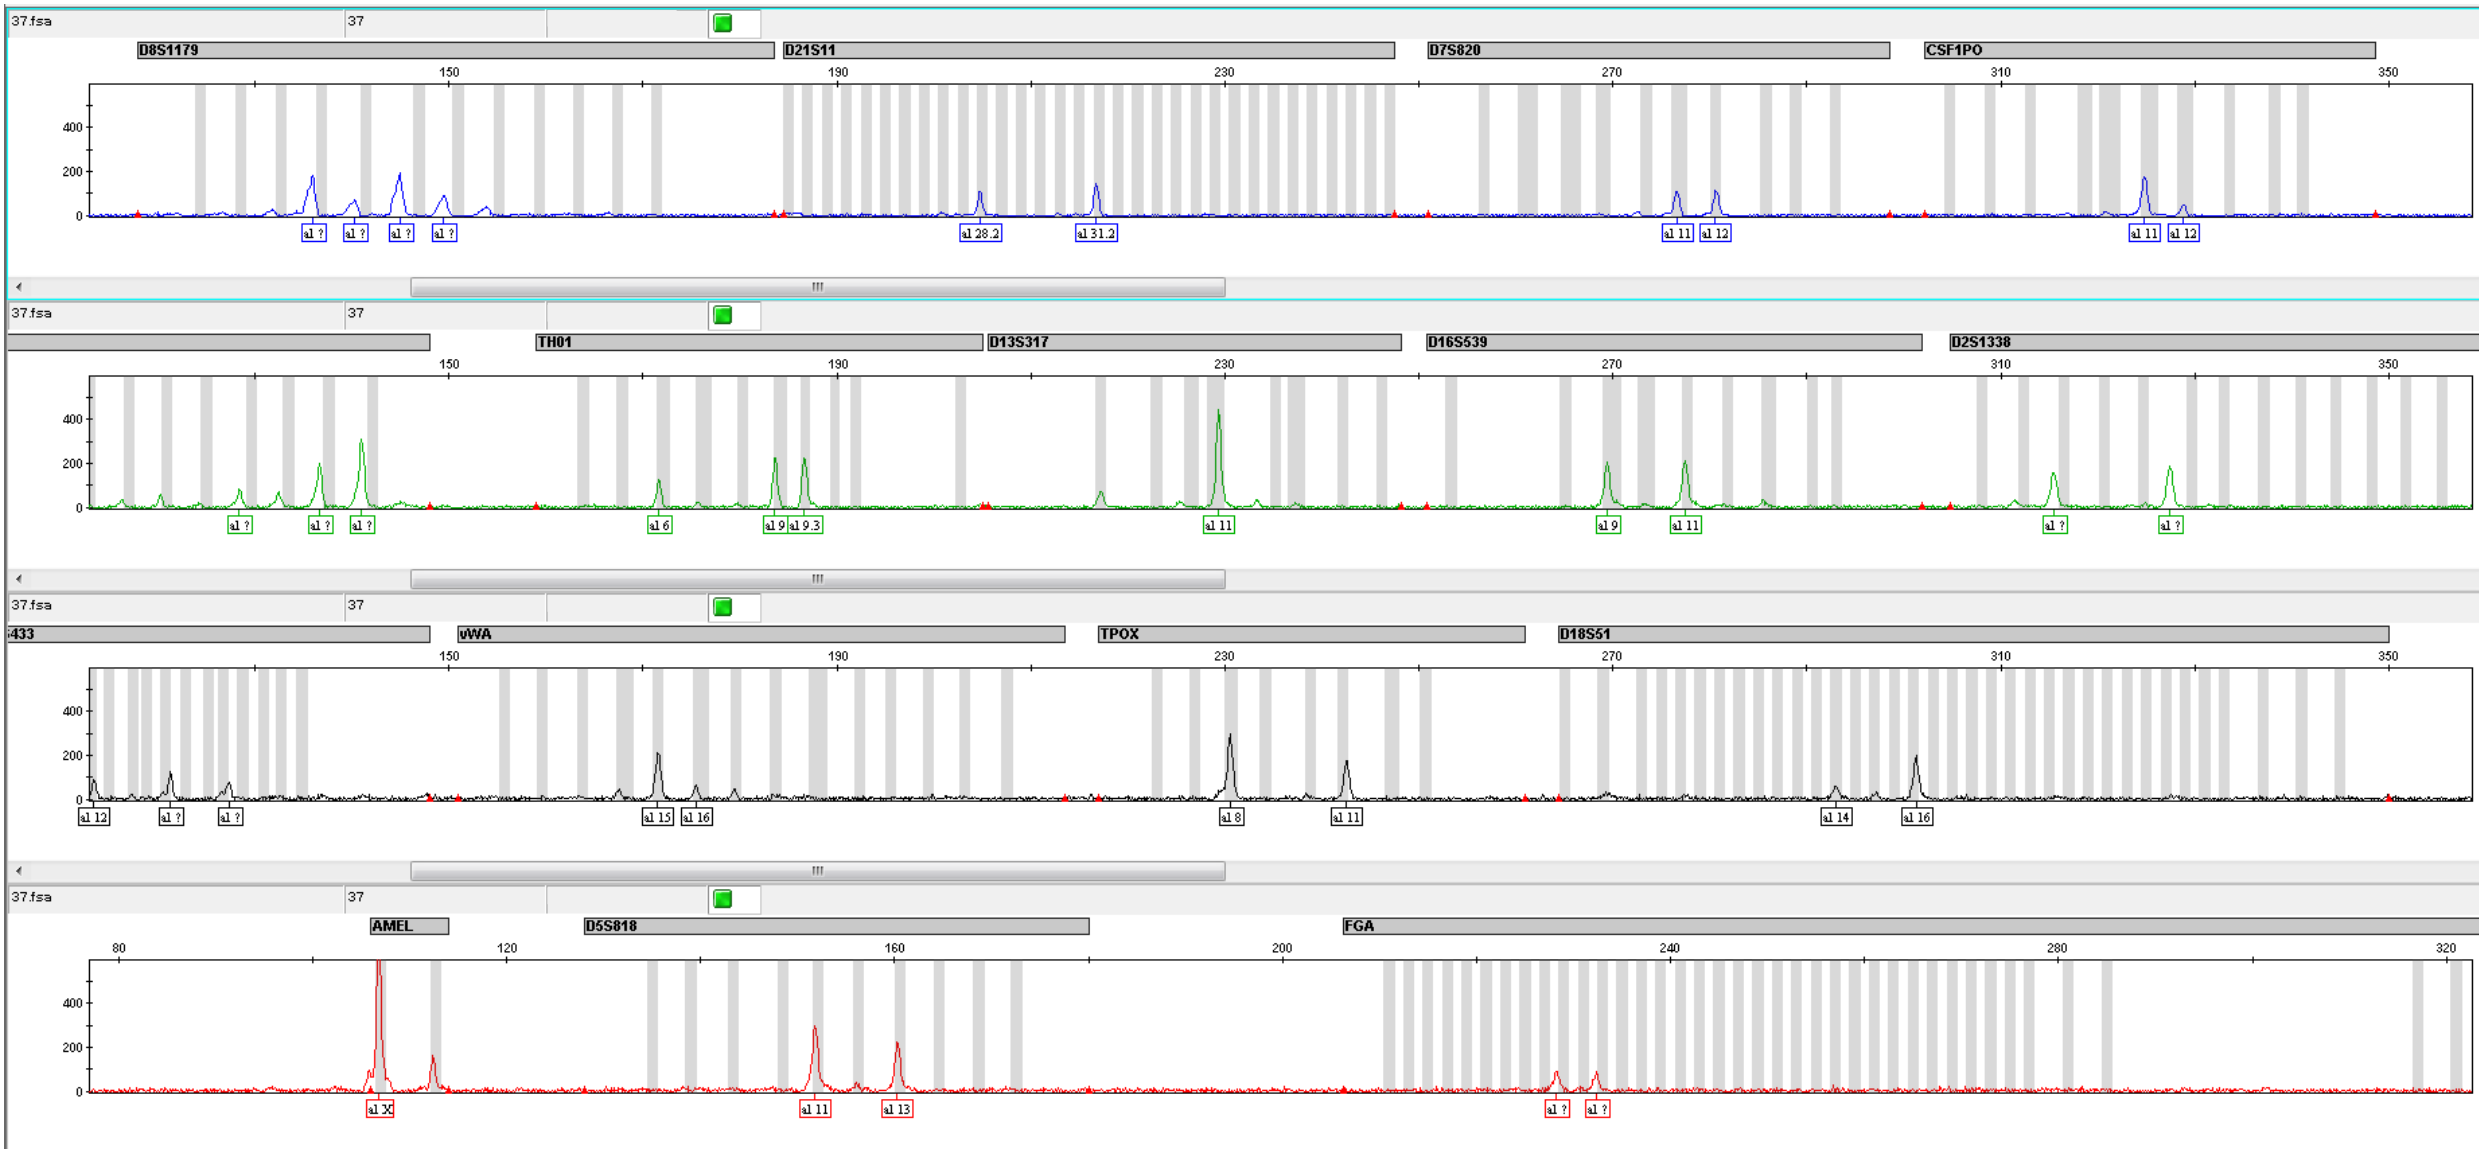 37.fsa 37
D8S1179 D21S11 D7S820 CSF1PO
150 190 230 270 310 350
400
200
0
al ? al ? al ? al ? al 28.2 al 31.2 al 11 al 12 al 11 al 12
37.fsa 37
TH01 D13S317 D16S539 D2S1338
150 190 230 270 310 350
400
200
0
al ? al ? al ? al 6 al 9 al 9.3 al 11 al 9 al 11 al ? al ?
37.fsa 37
433 vWA TPOX D18S51
150 190 230 270 310 350
400
200
0
al 12 al ? al ? al 15 al 16 al 8 al 11 al 14 al 16
37.fsa 37
AMEL D5S818 FGA
80 120 160 200 240 280 320
400
200
0
al X al 11 al 13 al ? al ?